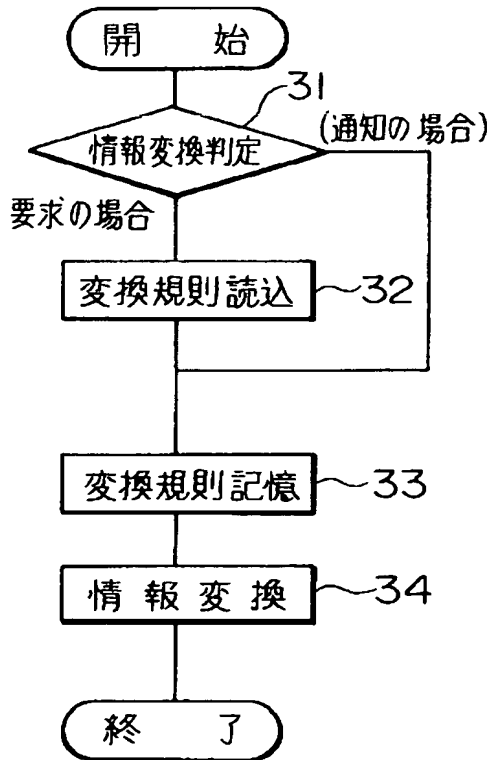 開 始
31
(通知の場合)
情報変換判定
要求の場合
変換規則読込
32
変換規則記憶
33
情報変換
34
終 了